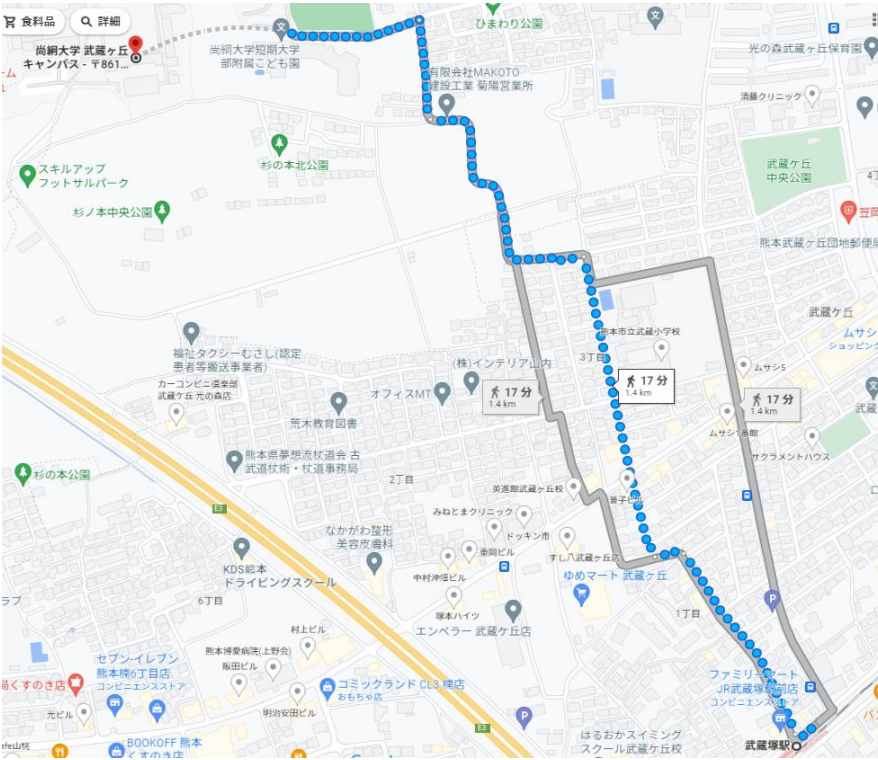 食料品
詳細
尚絅大学 武蔵ヶ丘
キャンパス - 〒861...
尚絅大学短期大学
部附属こども園
ひまわり公園
光の森武蔵ヶ丘保育園
有限会社MAKOTO
建設工業 菊陽営業所
須藤クリニック
杉の本北公園
武蔵ケ丘
中央公園
スキルアップ
フットサルパーク
杉ノ本中央公園
熊本武蔵ヶ丘団地郵便局
武蔵ケ丘
熊本市立武蔵小学校
ムサシ
ショッピング
福祉タクシーむさし(認定
患者等搬送事業者)
(株)インテリア山内
3丁目
ムサシ5
カーコンビニ倶楽部
武蔵ケ丘 光の森店
オフィスMT
17 分
1.4 km
17 分
1.4 km
17 分
1.4 km
荒木教育図書
ムサシ1番館
サクラメントハウス
熊本県夢想流杖道会 古
武道杖術・杖道事務局
杉の本公園
2丁目
英進館武蔵ヶ丘校
兼子ビル
みねとまクリニック
E3
なかがわ整形
美容皮膚科
ドッキン市
重岡ビル
すし八武蔵ヶ丘店
KDS熊本
ドライビングスクール
中村沖畑ビル
ゆめマート 武蔵ケ丘
P
6丁目
塚本ハイツ
1丁目
エンペラー 武蔵ケ丘店
村上ビル
セブン-イレブン
熊本楠6丁目店
コンビニエンスストア
熊本博愛病院(上野会)
阪田ビル
ファミリーマート
JR武蔵塚駅前店
コンビニエンスストア
くすのき店
コミックランド CL3 楠店
おもちゃ店
光ビル
明治安田ビル
P
E3
はるおかスイミング
スクール武蔵ケ丘校
武蔵塚駅
BOOKOFF 熊本
くすのき店